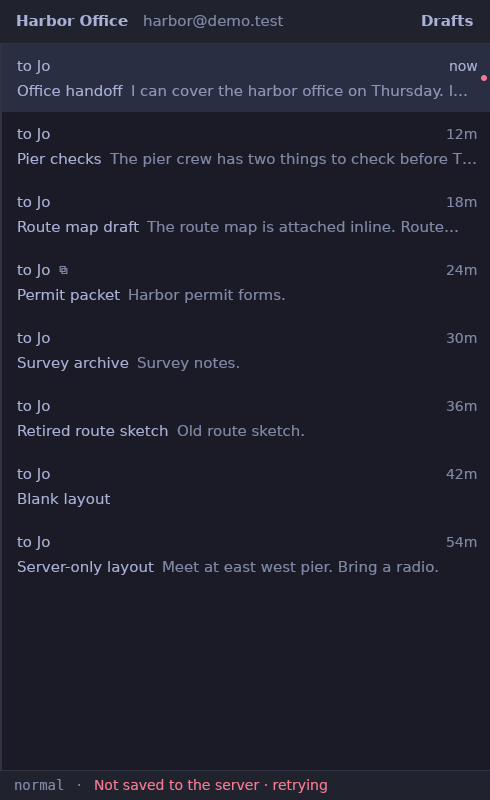 Harbor Office harbor@demo.test Drafts
to Jo now
Office handoff I can cover the harbor office on Thursday. I…
to Jo 12m
Pier checks The pier crew has two things to check before T…
to Jo 18m
Route map draft The route map is attached inline. Route…
to Jo 24m
Permit packet Harbor permit forms.
to Jo 30m
Survey archive Survey notes.
to Jo 36m
Retired route sketch Old route sketch.
to Jo 42m
Blank layout
to Jo 54m
Server-only layout Meet at east west pier. Bring a radio.
normal · Not saved to the server · retrying